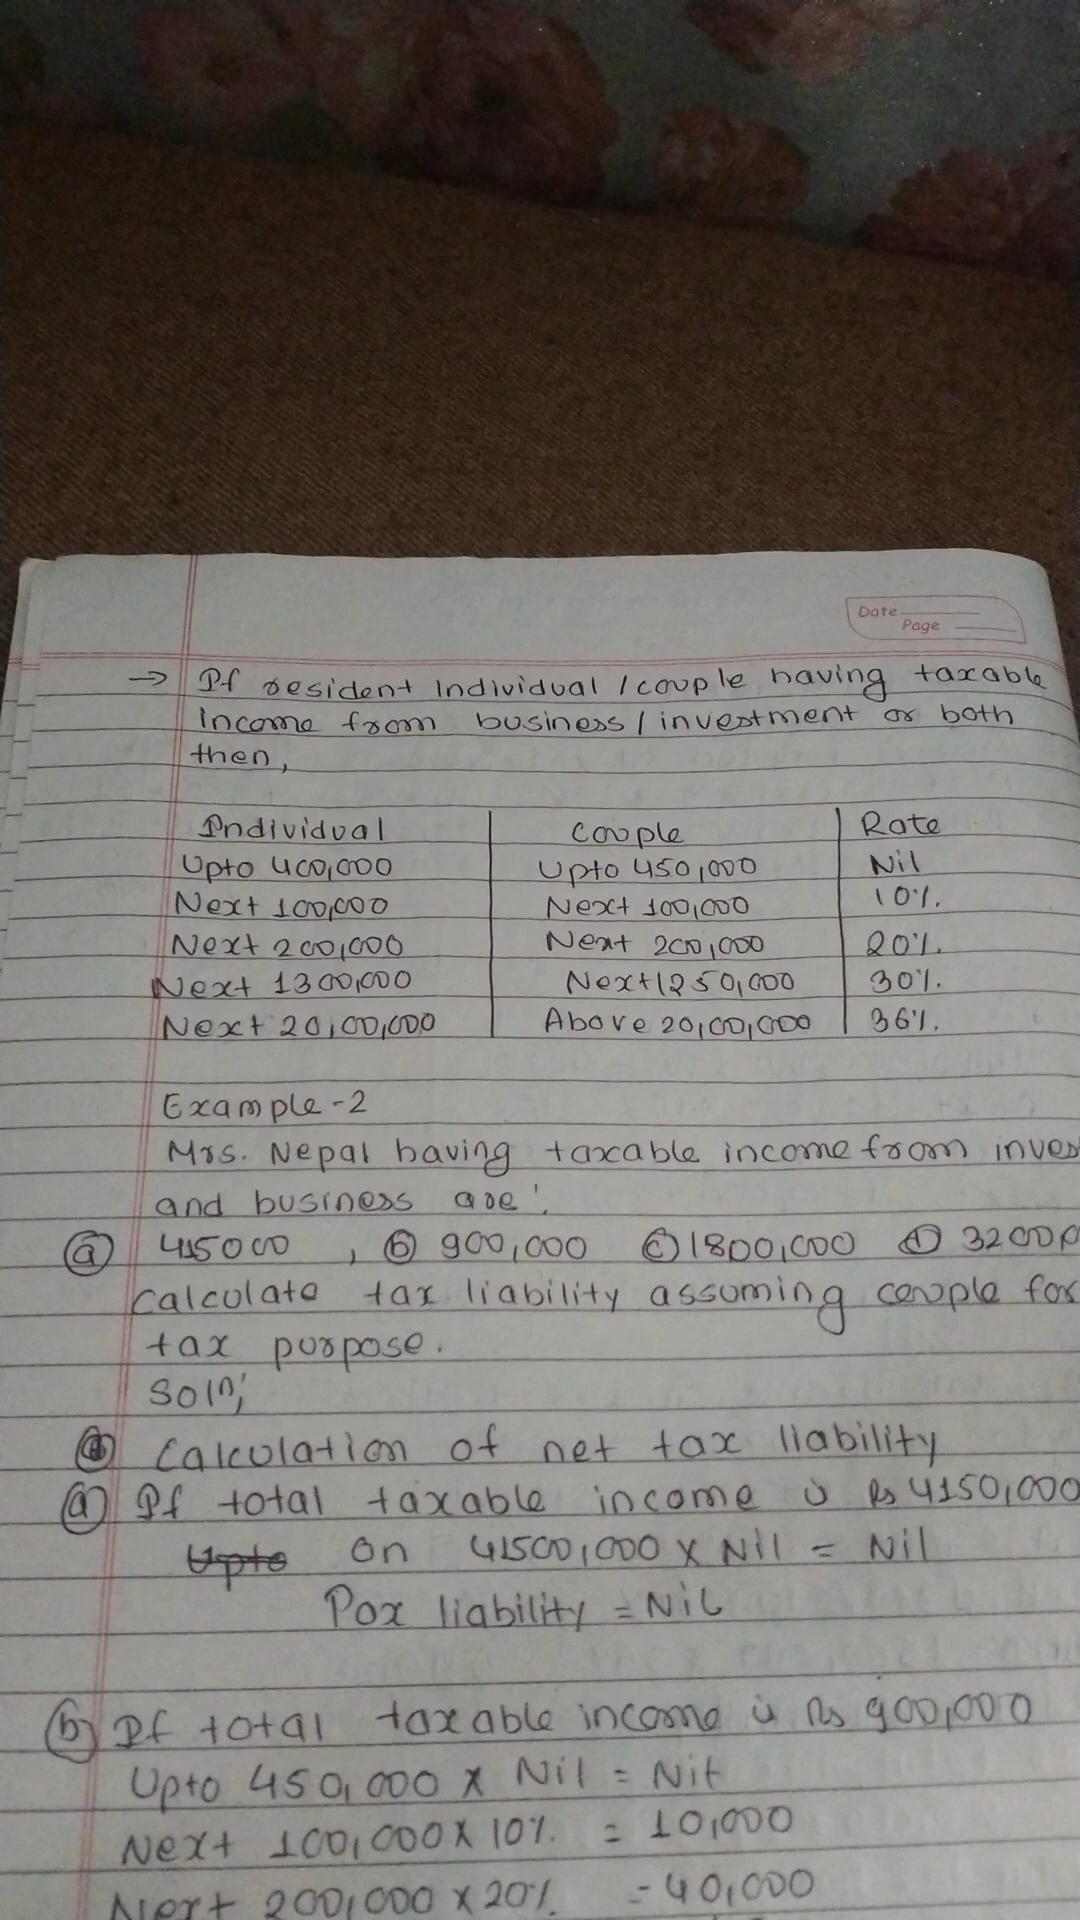 Date
Page
→ If resident individual / couple having taxable
income from business / investment or both
then,
Individual Couple Rate
Upto 400,000 Upto 450,000 Nil
Next 100,000 Next 100,000 10%.
Next 200,000 Next 200,000 20%.
Next 1300,000 Next 1250,000 30%.
Next 20,00,000 Above 20,00,000 36%.
Example-2
Mrs. Nepal having taxable income from inves
and business are:
(a) 415000 , (b) 900,000 (c) 1800,000 (d) 32000
calculate tax liability assuming couple for
tax purpose.
Soln;
Calculation of net tax liability
(a) If total taxable income is Rs 4150,000
Upto on 41500,000 x Nil = Nil
Pax liability = Nil
(b) If total taxable income is Rs 900,000
Upto 450,000 x Nil = Nil
Next 100,000 x 10%. = 10,000
Next 200,000 x 20%. = 40,000